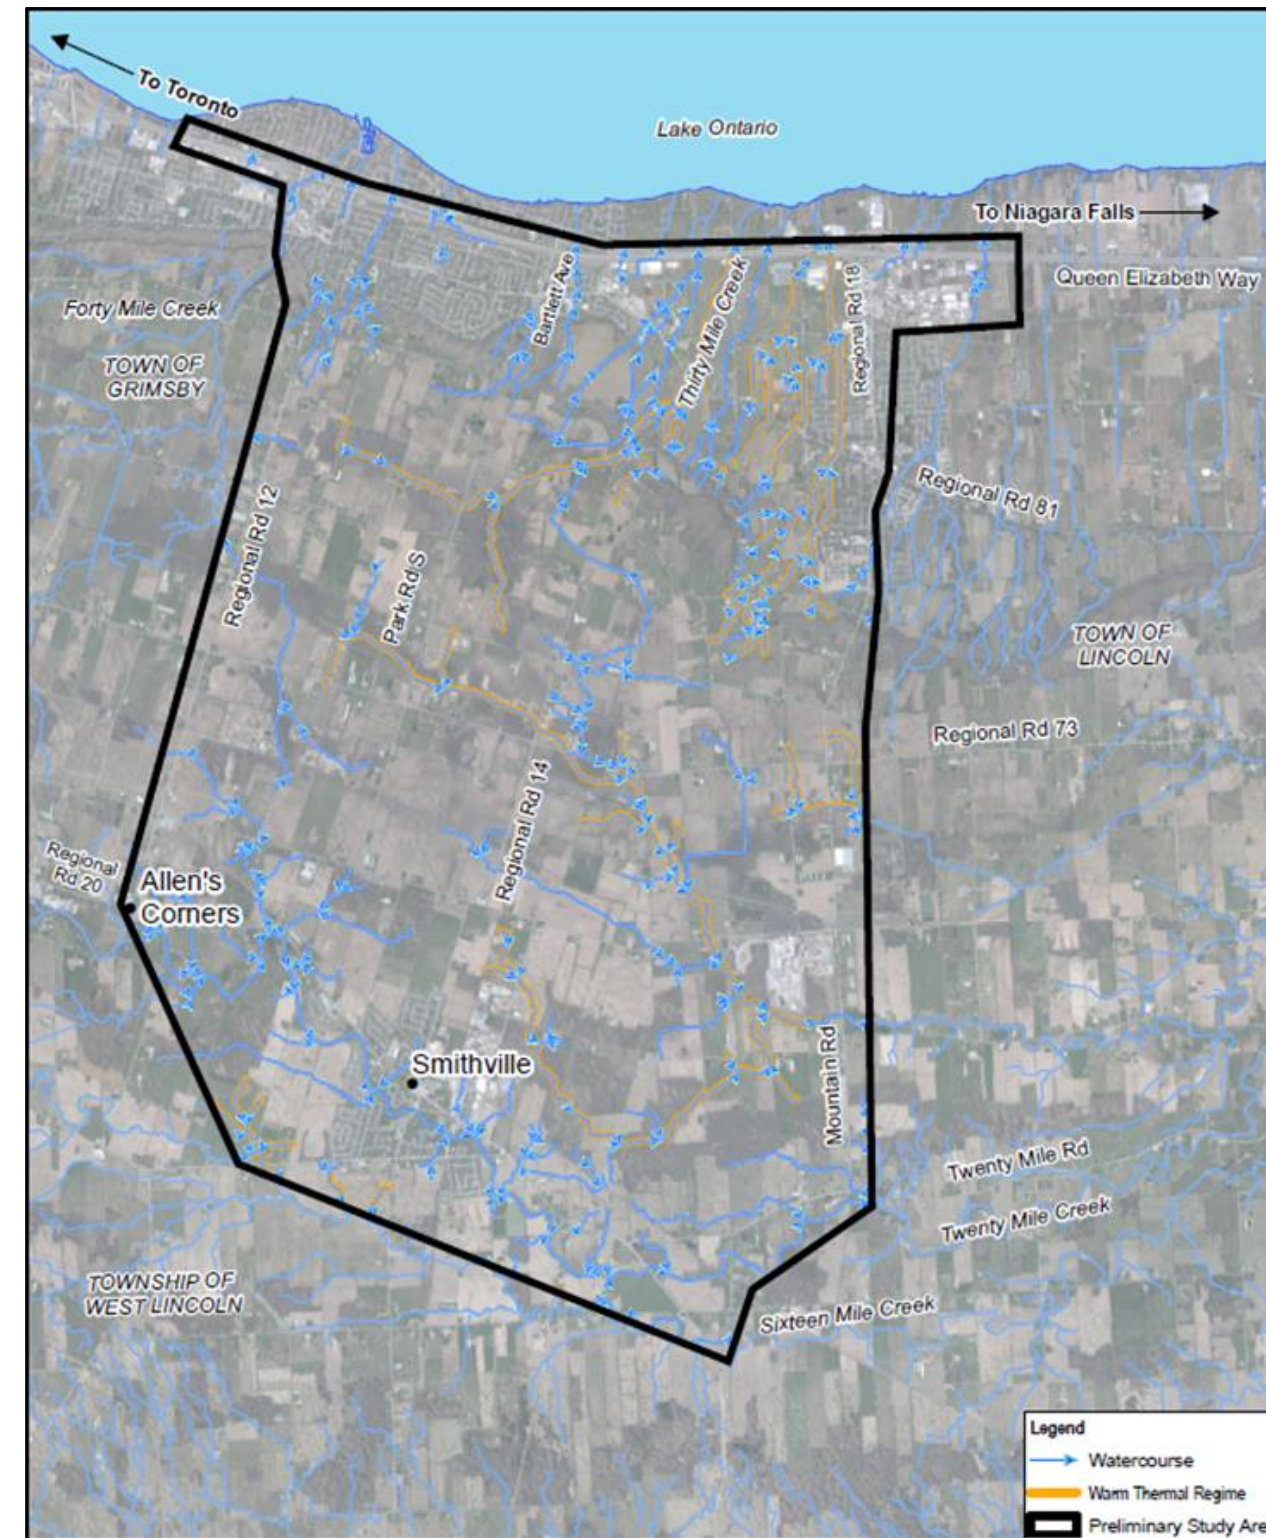 To Toronto
Lake Ontario
To Niagara Falls
Queen Elizabeth Way
Forty Mile Creek
Bartlett Ave
Thirty Mile Creek
Regional Rd 18
TOWN OF
GRIMSBY
Regional Rd 12
Regional Rd 81
Park Rd S
TOWN OF
LINCOLN
Regional Rd 73
Regional Rd 14
Regional
Rd 20
Allen's
Corners
Smithville
Mountain Rd
Twenty Mile Rd
Twenty Mile Creek
TOWNSHIP OF
WEST LINCOLN
Sixteen Mile Creek
Legend
Watercourse
Warm Thermal Regime
Preliminary Study Area